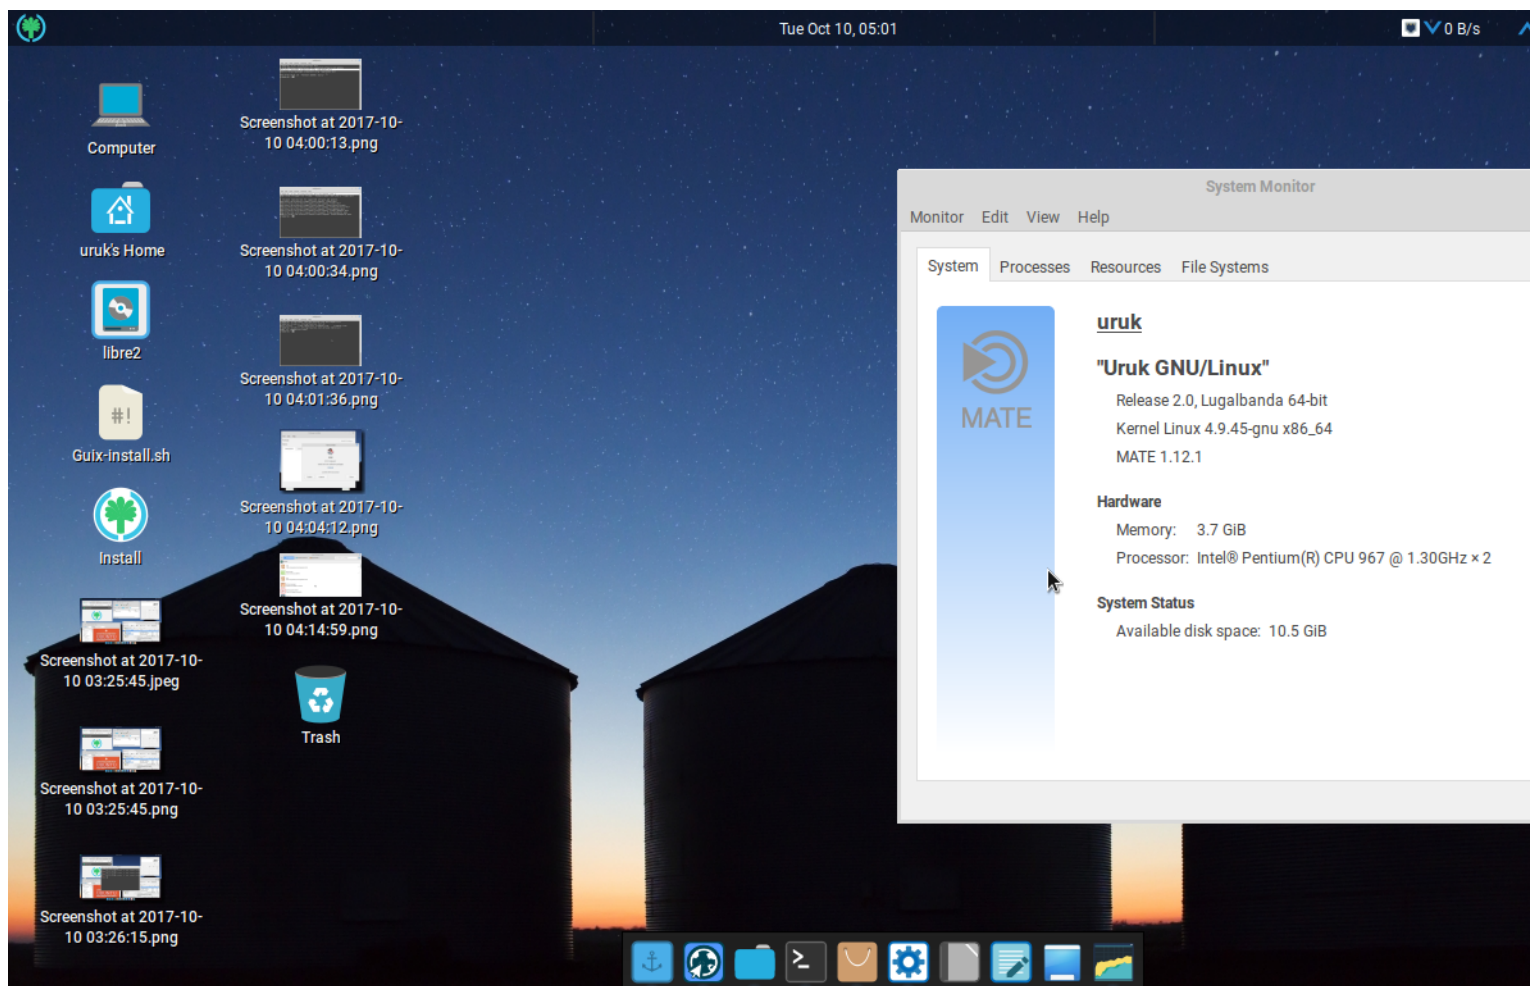 Tue Oct 10, 05:01
0 B/s
Computer
uruk's Home
libre2
#!
Guix-install.sh
Install
Screenshot at 2017-10-
10 03:25:45.jpeg
Screenshot at 2017-10-
10 03:25:45.png
Screenshot at 2017-10-
10 03:26:15.png
Screenshot at 2017-10-
10 04:00:13.png
Screenshot at 2017-10-
10 04:00:34.png
Screenshot at 2017-10-
10 04:01:36.png
Screenshot at 2017-10-
10 04:04:12.png
Screenshot at 2017-10-
10 04:14:59.png
Trash
System Monitor
Monitor Edit View Help
System Processes Resources File Systems
MATE
uruk
"Uruk GNU/Linux"
Release 2.0, Lugalbanda 64-bit
Kernel Linux 4.9.45-gnu x86_64
MATE 1.12.1
Hardware
Memory: 3.7 GiB
Processor: Intel® Pentium(R) CPU 967 @ 1.30GHz × 2
System Status
Available disk space: 10.5 GiB